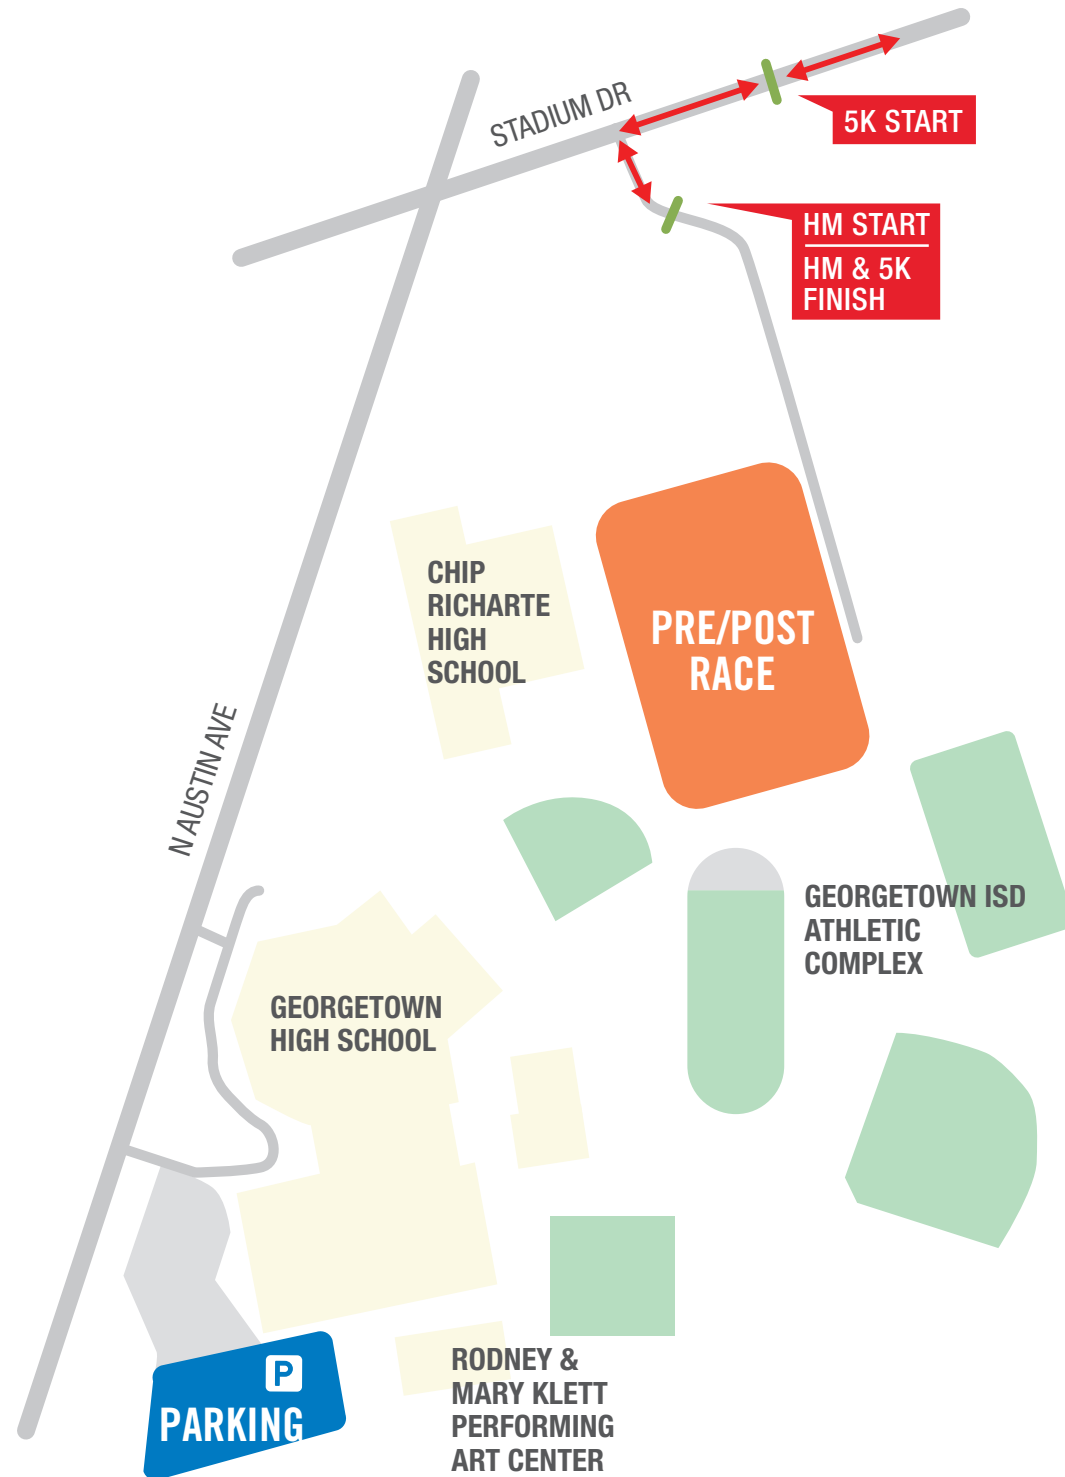 STADIUM DR
5K START
HM START
HM & 5K
FINISH
CHIP
RICHARTE
HIGH
SCHOOL
PRE/POST
RACE
N AUSTIN AVE
GEORGETOWN ISD
ATHLETIC
COMPLEX
GEORGETOWN
HIGH SCHOOL
RODNEY &
MARY KLETT
PERFORMING
ART CENTER
P
PARKING